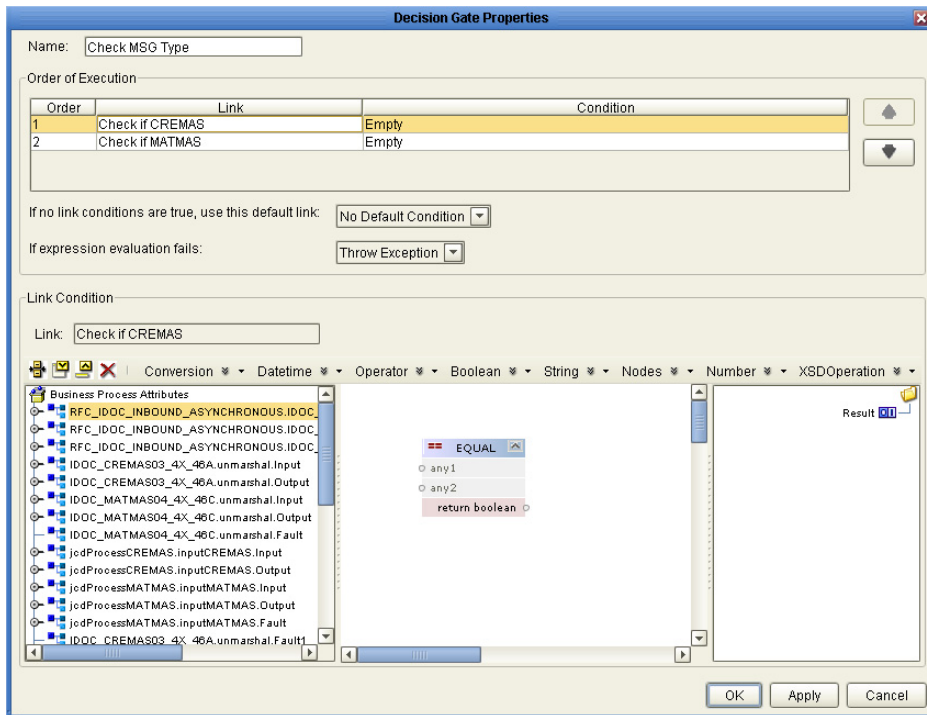 Decision Gate Properties
Name: Check MSG Type
Order of Execution
Order Link Condition
1 Check if CREMAS Empty
2 Check if MATMAS Empty
If no link conditions are true, use this default link: No Default Condition
If expression evaluation fails: Throw Exception
Link Condition
Link: Check if CREMAS
Conversion Datetime Operator Boolean String Nodes Number XSDOperation
Business Process Attributes
RFC_IDOC_INBOUND_ASYNCHRONOUS.IDOC_
RFC_IDOC_INBOUND_ASYNCHRONOUS.IDOC_
RFC_IDOC_INBOUND_ASYNCHRONOUS.IDOC_
IDOC_CREMAS03_4X_46A.unmarshal.Input
IDOC_CREMAS03_4X_46A.unmarshal.Output
IDOC_MATMAS04_4X_46C.unmarshal.Input
IDOC_MATMAS04_4X_46C.unmarshal.Output
IDOC_MATMAS04_4X_46C.unmarshal.Fault
jcdProcessCREMAS.inputCREMAS.Input
jcdProcessCREMAS.inputCREMAS.Output
jcdProcessMATMAS.inputMATMAS.Input
jcdProcessMATMAS.inputMATMAS.Output
jcdProcessMATMAS.inputMATMAS.Fault
IDOC_CREMAS03_4X_46A.unmarshal.Fault1
== EQUAL
any1
any2
return boolean
Result
OK Apply Cancel